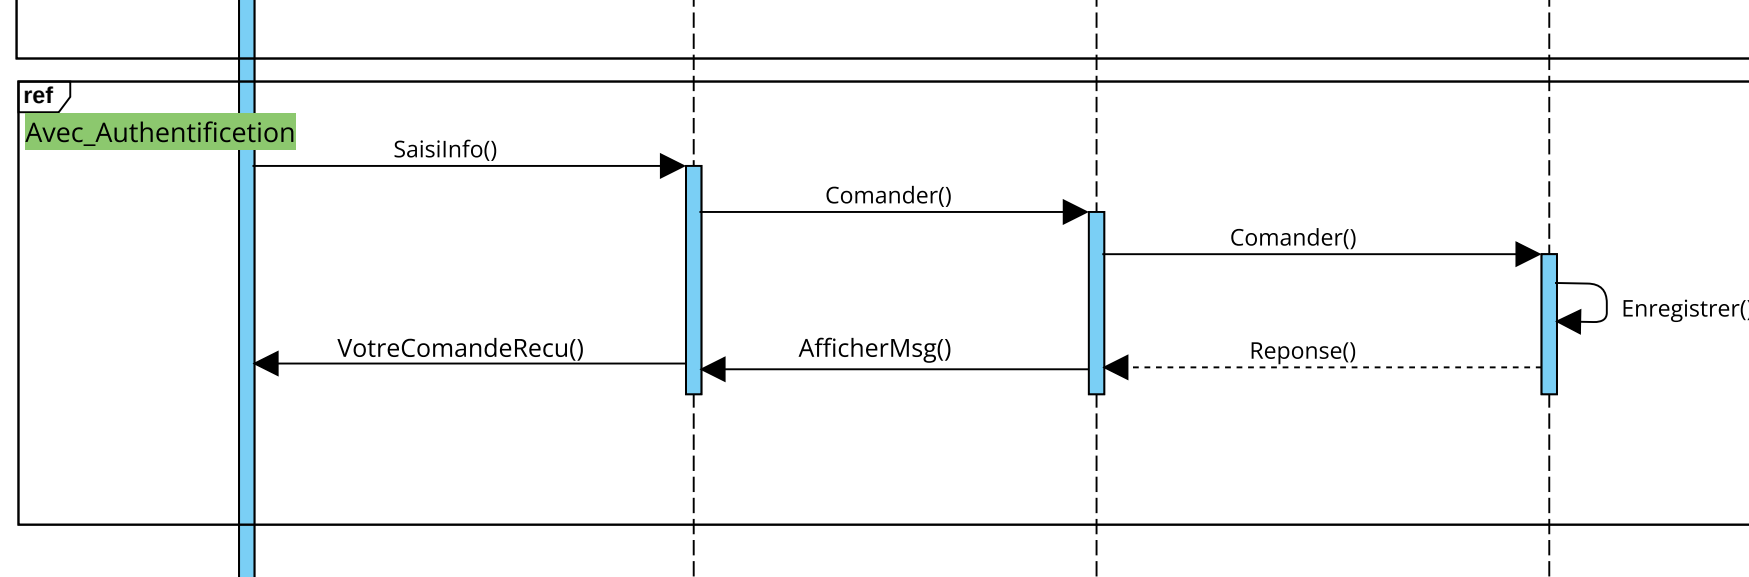 ref
Avec_Authentificetion
SaisiInfo()
Comander()
Comander()
Enregistrer()
VotreComandeRecu()
AfficherMsg()
Reponse()